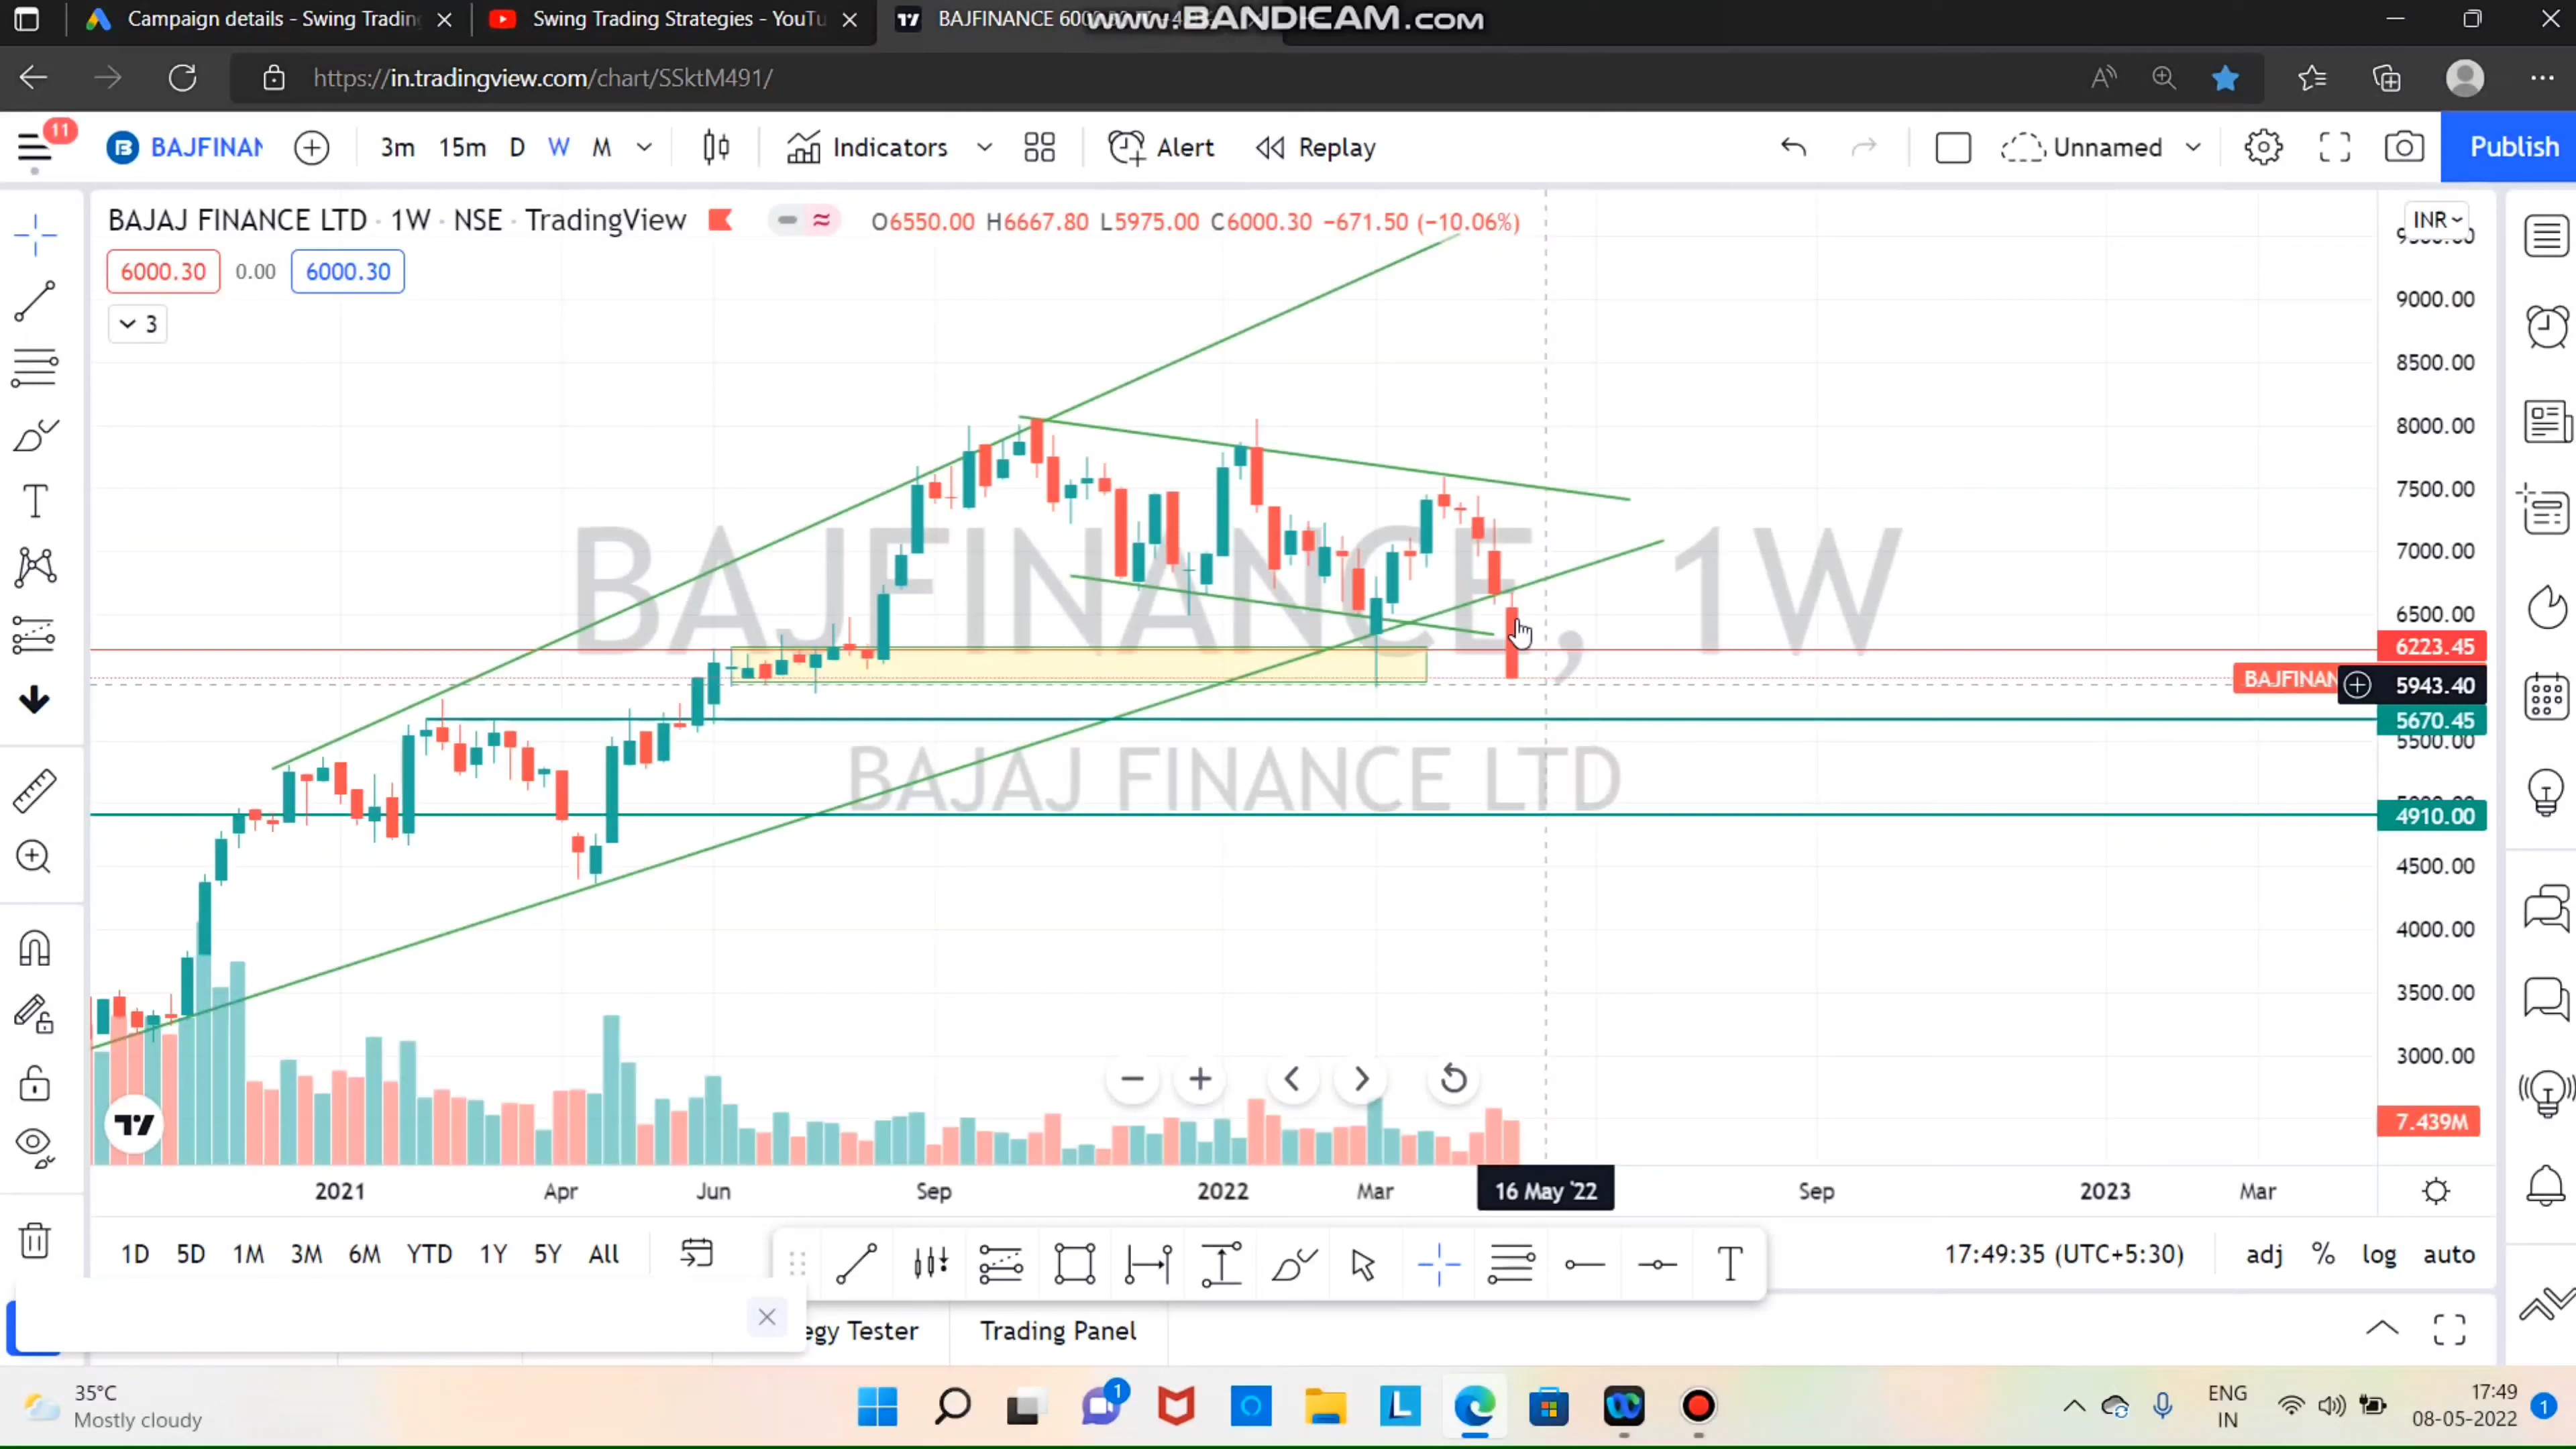 Campaign details - Swing Trading
Swing Trading Strategies - YouTu
BAJFINANCE 6000
www.BANDICAM.com
https://in.tradingview.com/chart/SSktM491/
11
BAJFINAN
3m 15m D W M
Indicators
Alert
Replay
Unnamed
Publish
BAJAJ FINANCE LTD · 1W · NSE · TradingView
O6550.00 H6667.80 L5975.00 C6000.30 −671.50 (−10.06%)
INR
6000.30 0.00 6000.30
3
BAJFINANCE, 1W
BAJAJ FINANCE LTD
9000.00
8500.00
8000.00
7500.00
7000.00
6500.00
6223.45
BAJFINAN
5943.40
5670.45
5500.00
4910.00
4500.00
4000.00
3500.00
3000.00
7.439M
2021 Apr Jun Sep 2022 Mar 16 May '22 Sep 2023 Mar
1D 5D 1M 3M 6M YTD 1Y 5Y All
17:49:35 (UTC+5:30) adj % log auto
egy Tester
Trading Panel
35°C
Mostly cloudy
1
ENG
IN
17:49
08-05-2022
1